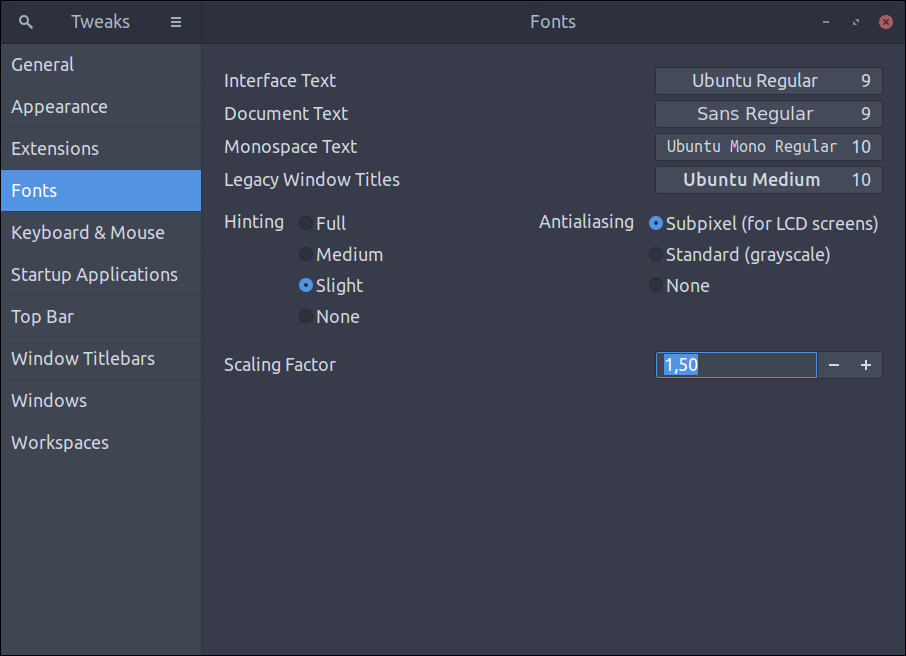 Tweaks
Fonts
General
Appearance
Extensions
Fonts
Keyboard & Mouse
Startup Applications
Top Bar
Window Titlebars
Windows
Workspaces
Interface Text Ubuntu Regular 9
Document Text Sans Regular 9
Monospace Text Ubuntu Mono Regular 10
Legacy Window Titles Ubuntu Medium 10
Hinting Full Antialiasing Subpixel (for LCD screens)
Medium Standard (grayscale)
Slight None
None
Scaling Factor 1,50 − +